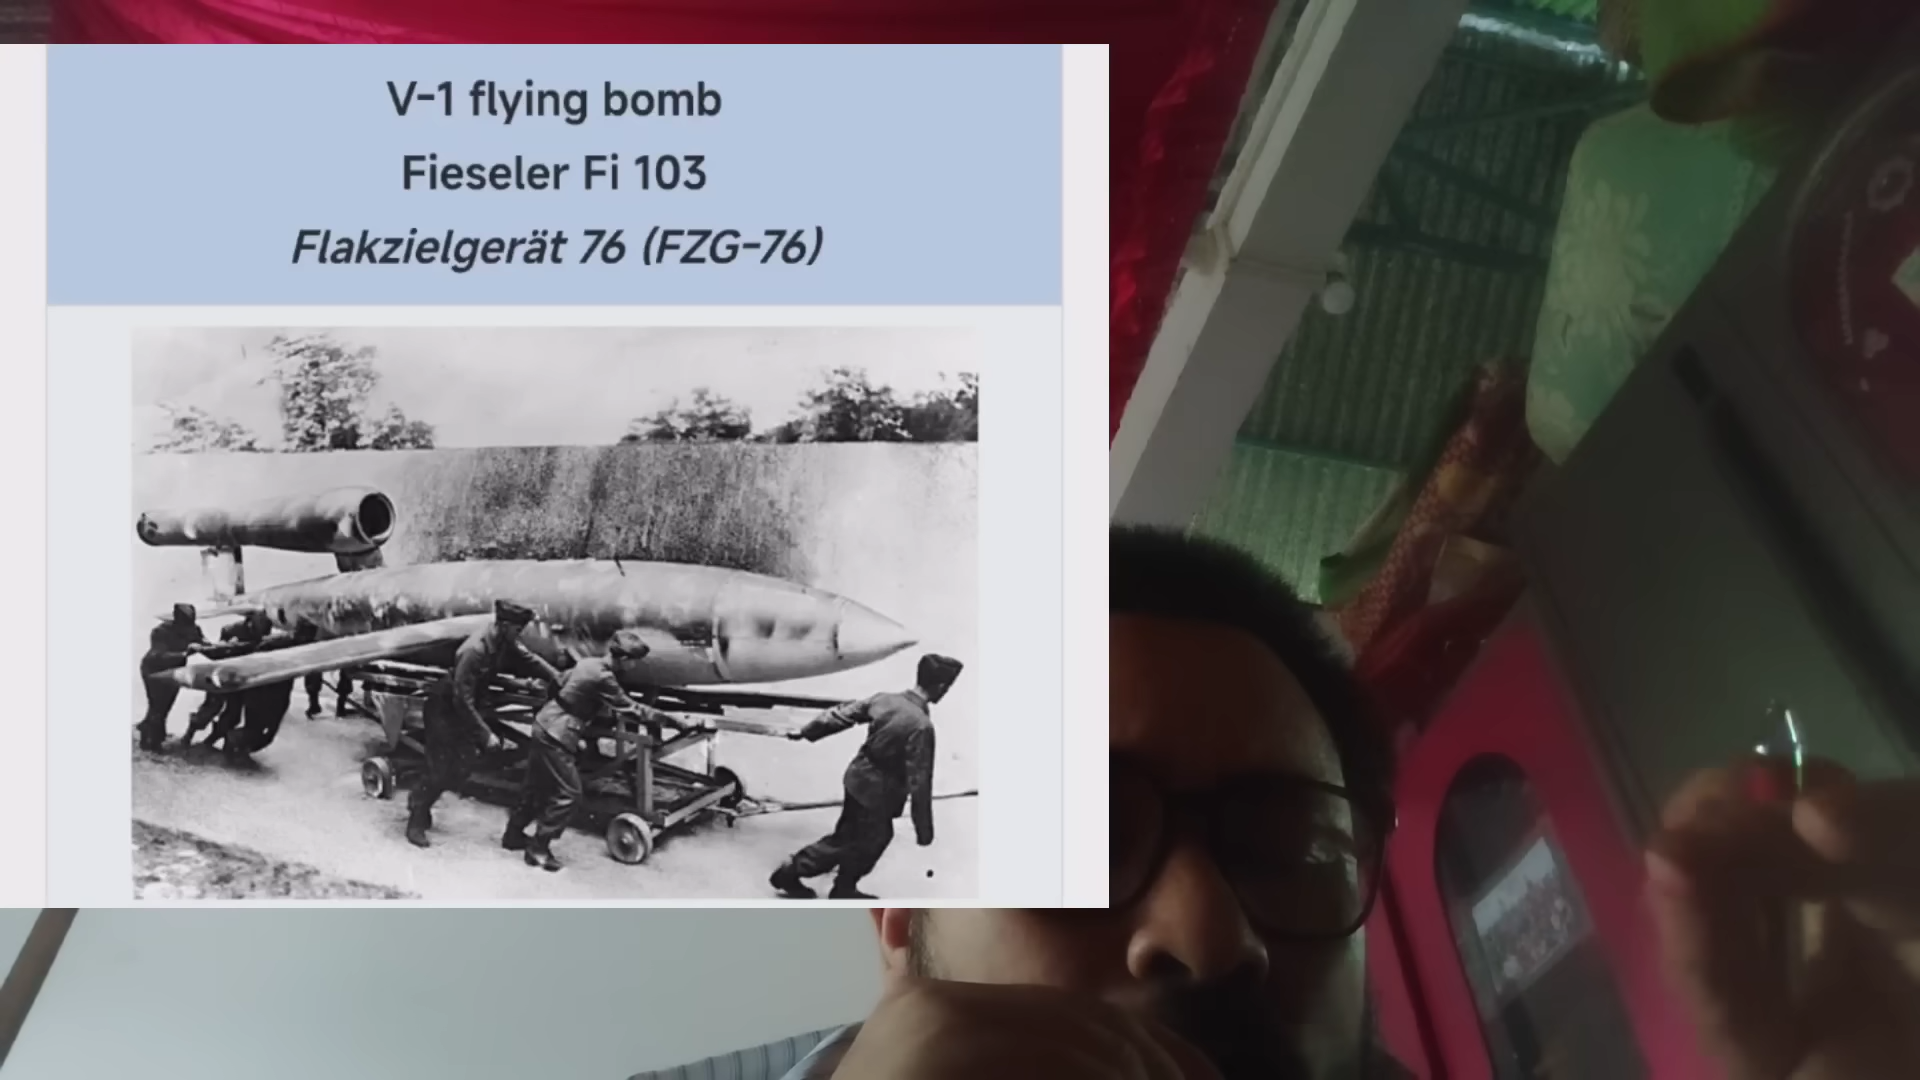 V-1 flying bomb
Fieseler Fi 103
Flakzielgerät 76 (FZG-76)